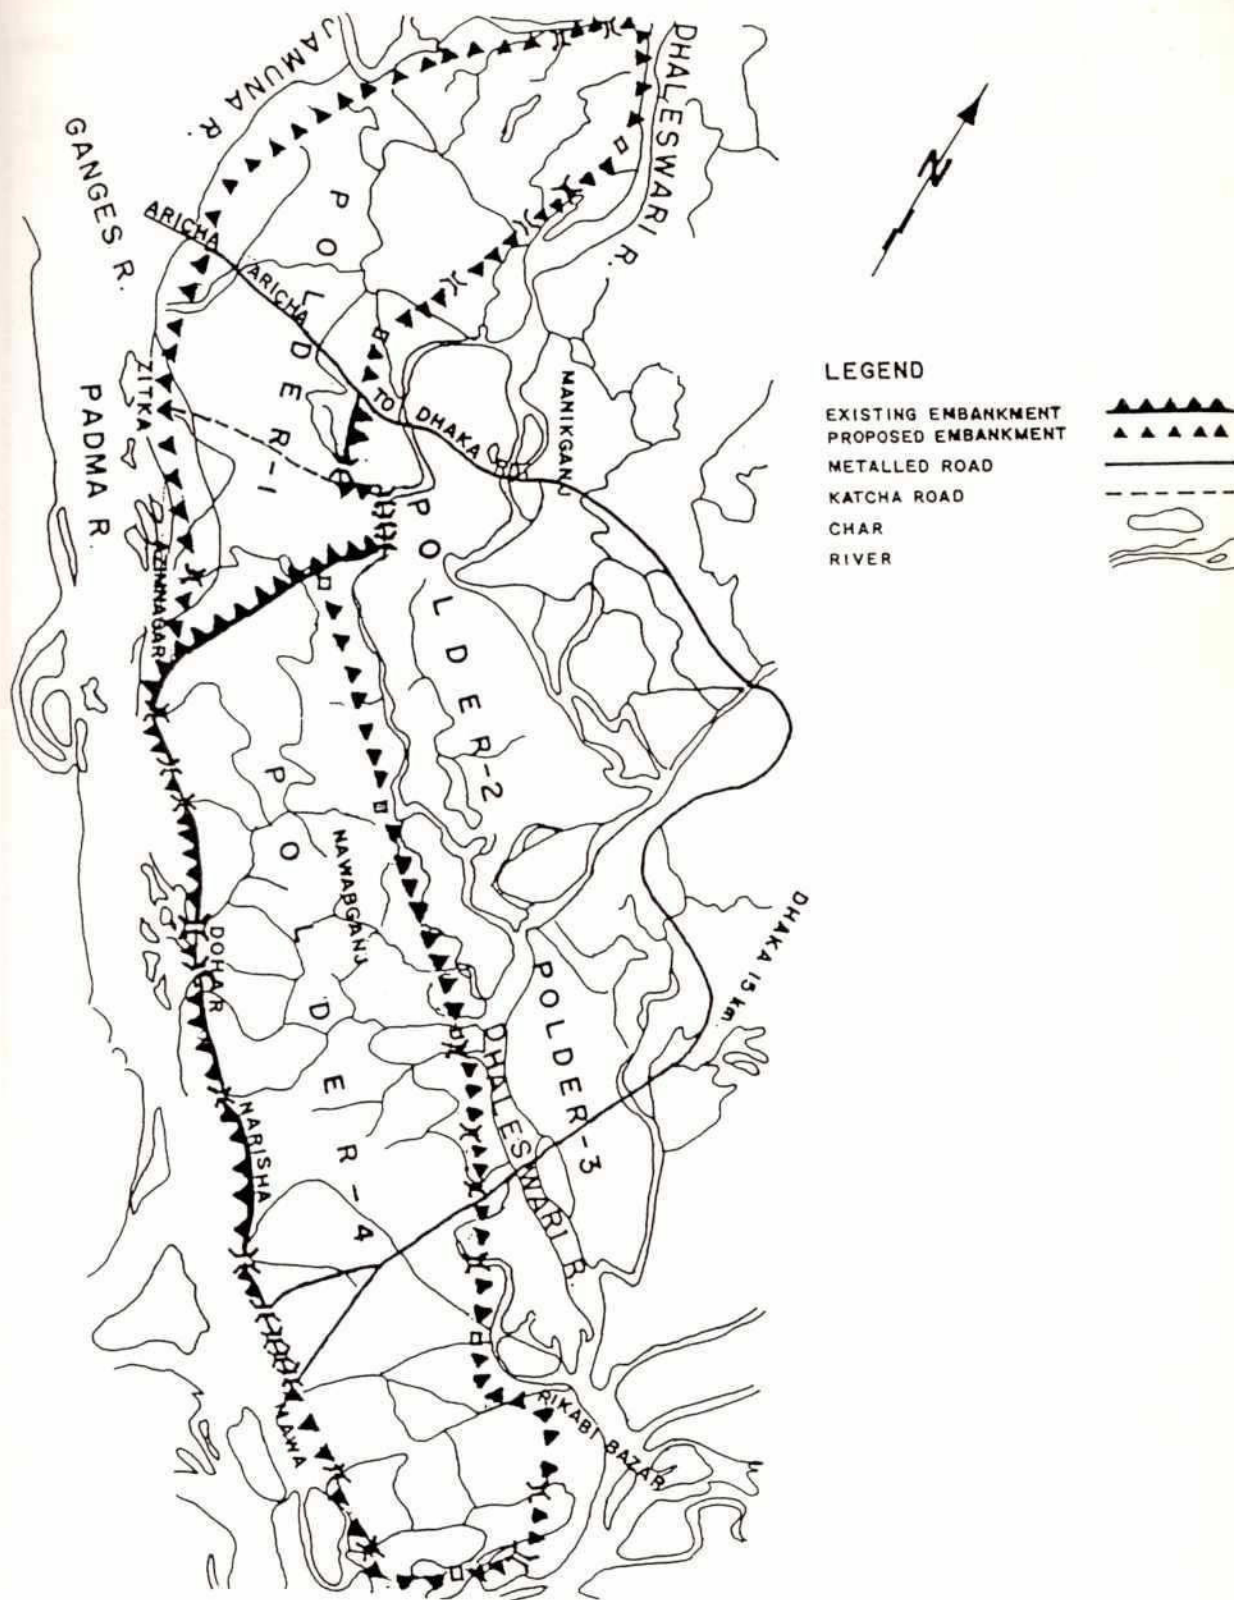 JAMUNA R.
DHALESWARI R.
GANGES R.
N
POLDER-1
ARICHA
ARICHA
TO
DHAKA
MANIKGANJ
ZITKA
PADMA R.
LEGEND
EXISTING EMBANKMENT
PROPOSED EMBANKMENT
METALLED ROAD
KATCHA ROAD
CHAR
RIVER
AZIMNAGAR
POLDER-2
POLDER-4
NAWABGANJ
DHAKA 15 km.
DOHAR
POLDER-3
DHALESWARI R.
NARISHA
MAWA
RIKABI BAZAR